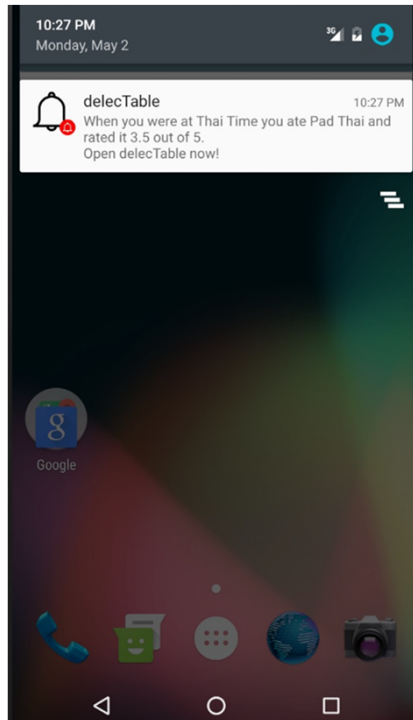 10:27 PM
Monday, May 2
3G
delecTable
10:27 PM
When you were at Thai Time you ate Pad Thai and
rated it 3.5 out of 5.
Open delecTable now!
g
Google